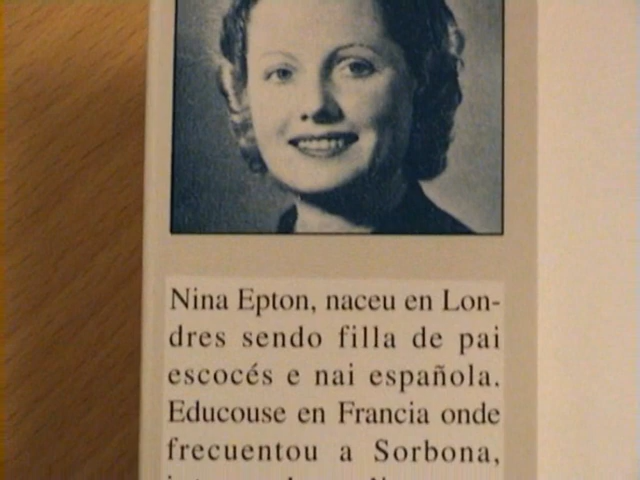 Nina Epton, naceu en Lon-
dres sendo filla de pai
escocés e nai española.
Educouse en Francia onde
frecuentou a Sorbona,